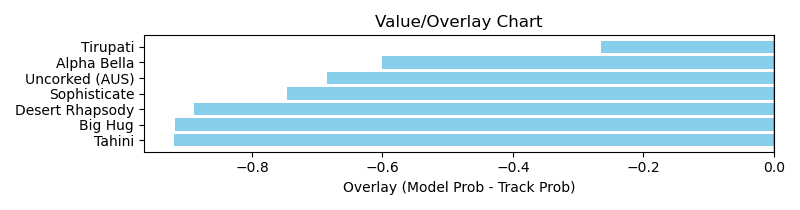 Value/Overlay Chart
Tirupati
Alpha Bella
Uncorked (AUS)
Sophisticate
Desert Rhapsody
Big Hug
Tahini
−0.8 −0.6 −0.4 −0.2 0.0
Overlay (Model Prob - Track Prob)